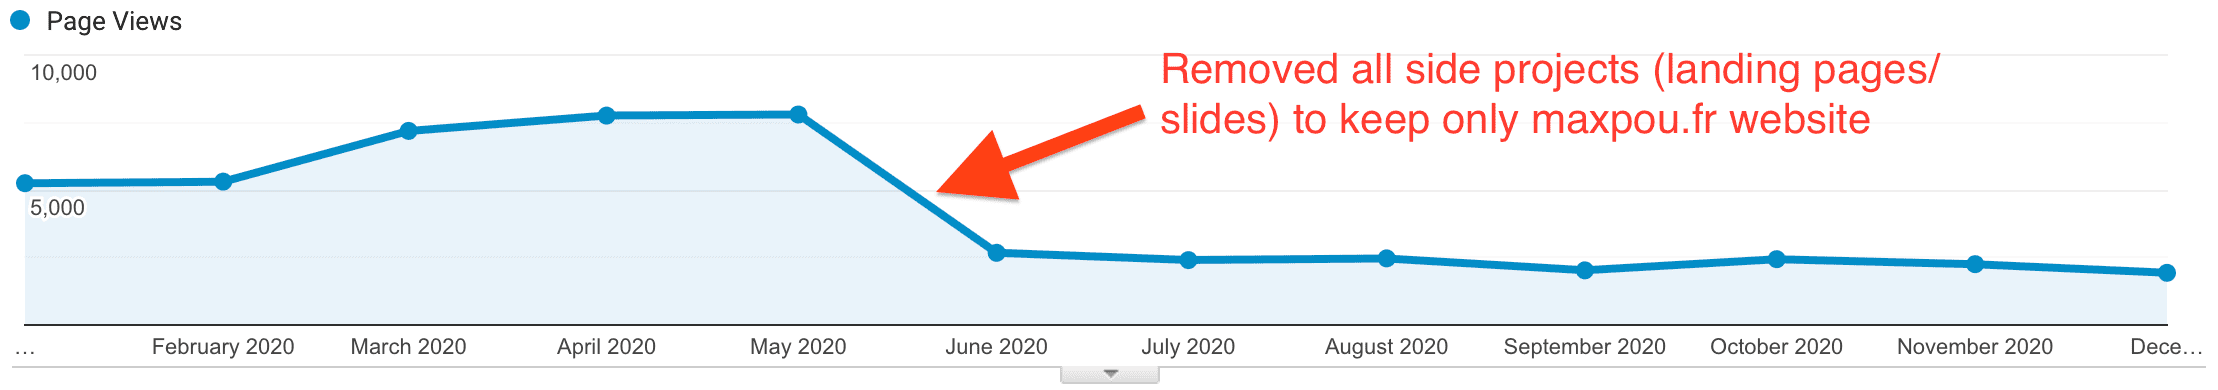 Page Views
10,000
Removed all side projects (landing pages/
slides) to keep only maxpou.fr website
5,000
... February 2020 March 2020 April 2020 May 2020 June 2020 July 2020 August 2020 September 2020 October 2020 November 2020 Dece...